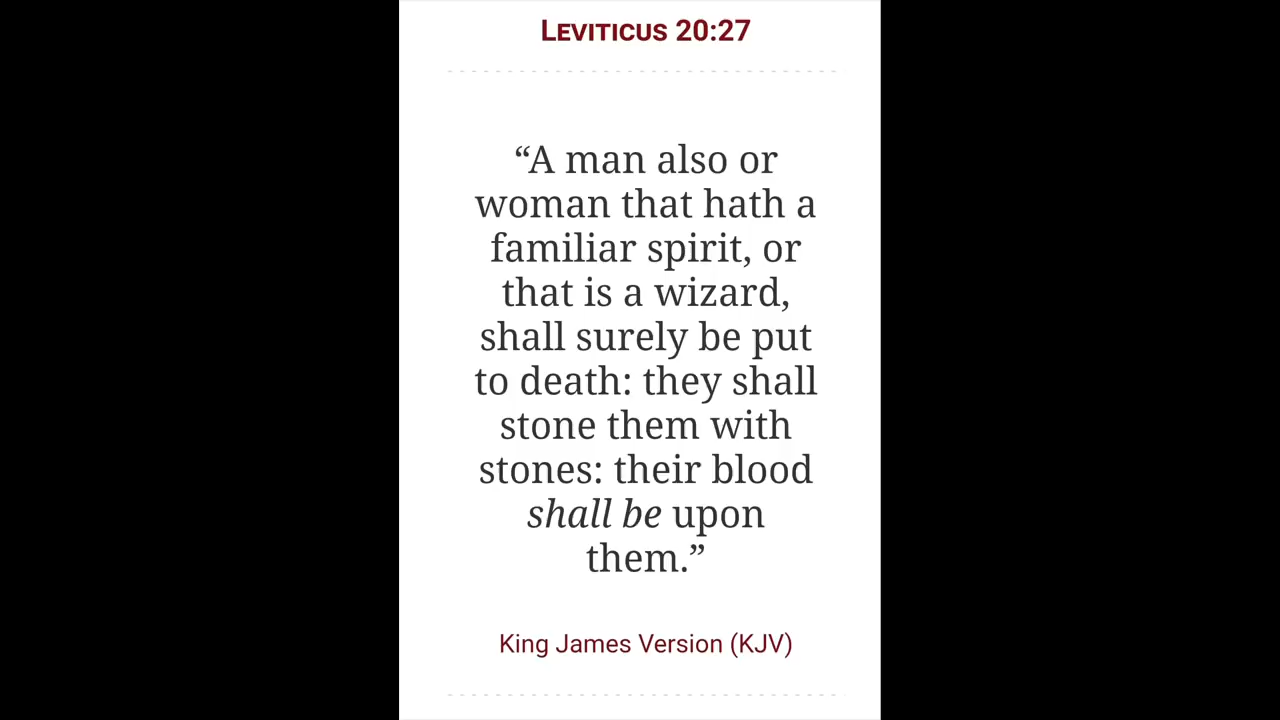 LEVITICUS 20:27
“A man also or
woman that hath a
familiar spirit, or
that is a wizard,
shall surely be put
to death: they shall
stone them with
stones: their blood
shall be upon
them.”
King James Version (KJV)